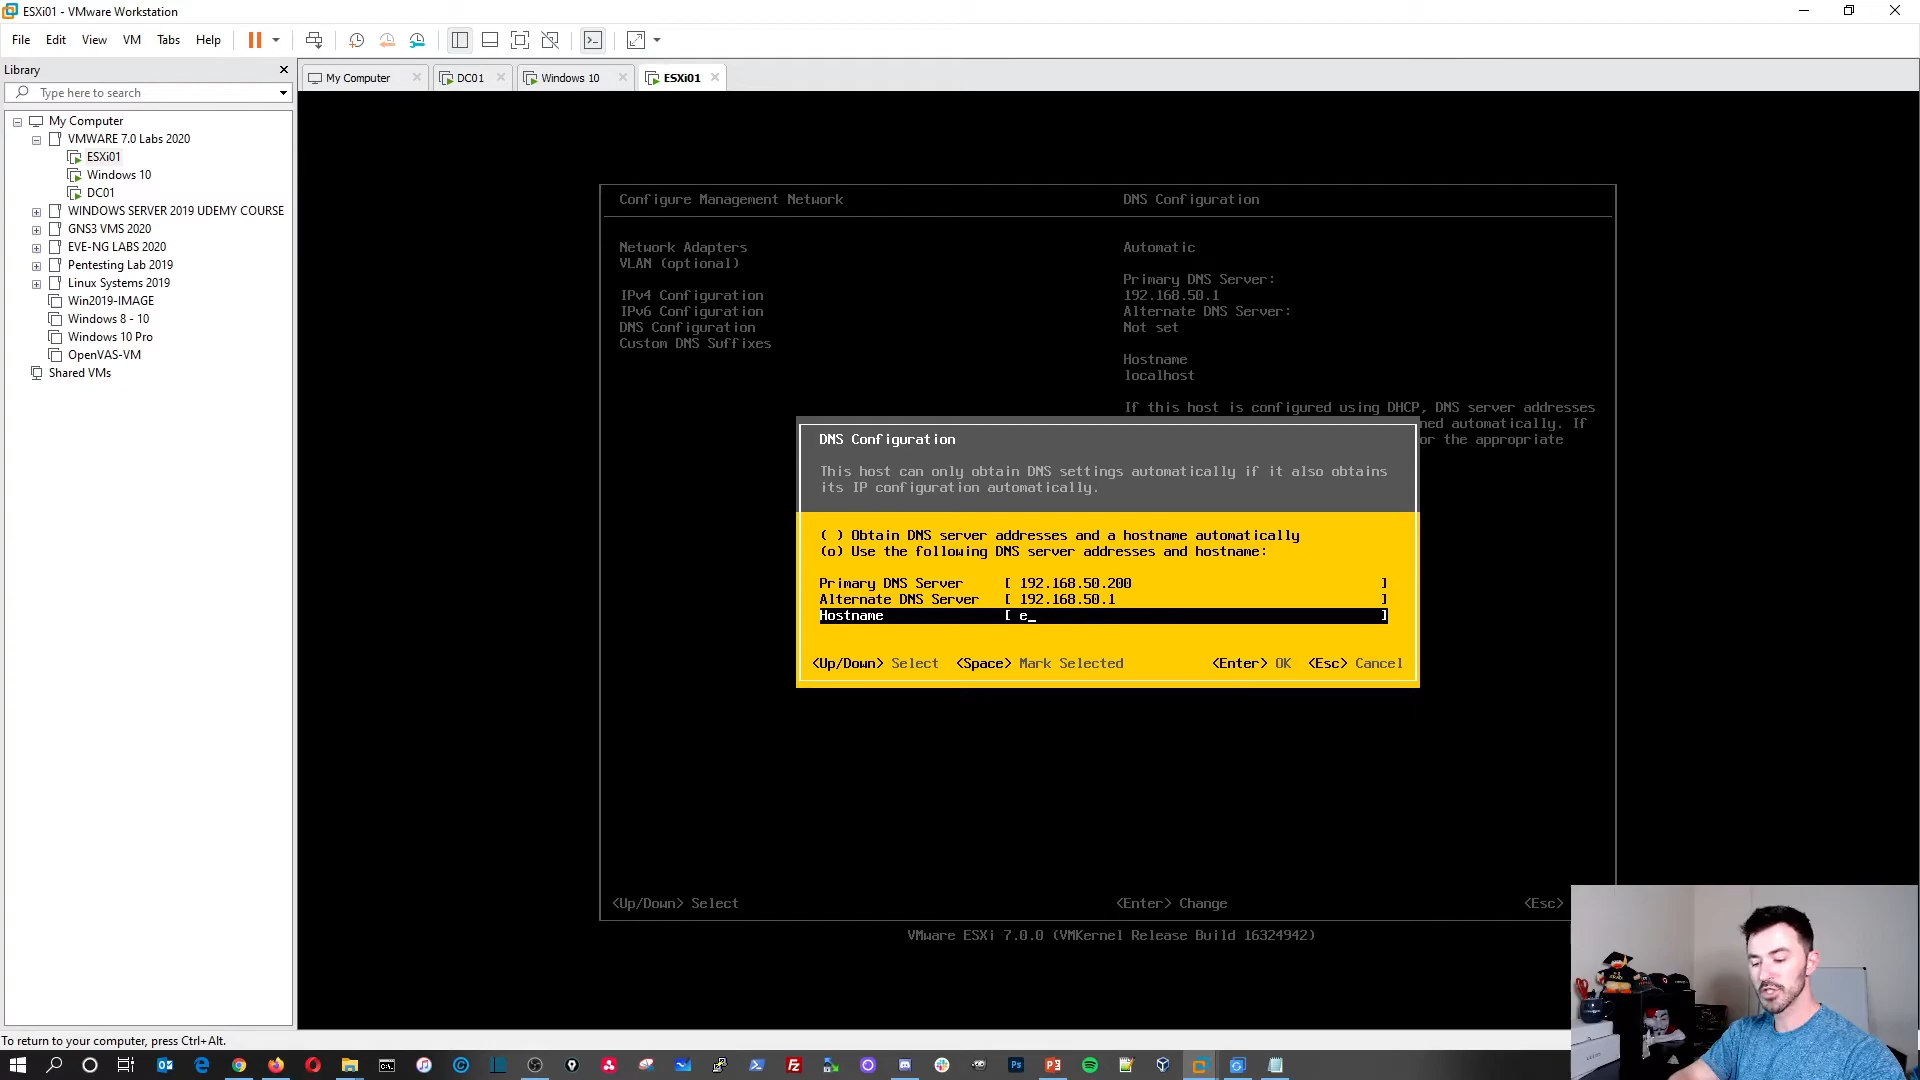 ESXi01 - VMware Workstation
File Edit View VM Tabs Help
Library
Type here to search
My Computer
VMWARE 7.0 Labs 2020
ESXi01
Windows 10
DC01
WINDOWS SERVER 2019 UDEMY COURSE
GNS3 VMS 2020
EVE-NG LABS 2020
Pentesting Lab 2019
Linux Systems 2019
Win2019-IMAGE
Windows 8 - 10
Windows 10 Pro
OpenVAS-VM
Shared VMs
My Computer DC01 Windows 10 ESXi01
Configure Management Network DNS Configuration
Network Adapters
VLAN (optional)
IPv4 Configuration
IPv6 Configuration
DNS Configuration
Custom DNS Suffixes
Automatic
Primary DNS Server:
192.168.50.1
Alternate DNS Server:
Not set
Hostname
localhost
If this host is configured using DHCP, DNS server addresses
ned automatically. If
or the appropriate
DNS Configuration
This host can only obtain DNS settings automatically if it also obtains
its IP configuration automatically.
( ) Obtain DNS server addresses and a hostname automatically
(o) Use the following DNS server addresses and hostname:
Primary DNS Server [ 192.168.50.200 ]
Alternate DNS Server [ 192.168.50.1 ]
Hostname [ e_ ]
<Up/Down> Select <Space> Mark Selected <Enter> OK <Esc> Cancel
<Up/Down> Select <Enter> Change <Esc>
VMware ESXi 7.0.0 (VMKernel Release Build 16324942)
To return to your computer, press Ctrl+Alt.